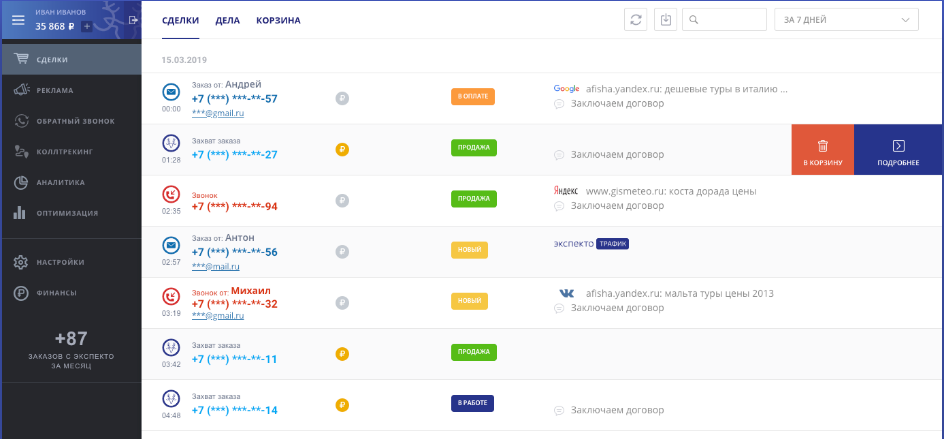 ИВАН ИВАНОВ
35 868 ₽
СДЕЛКИ
РЕКЛАМА
ОБРАТНЫЙ ЗВОНОК
КОЛЛТРЕКИНГ
АНАЛИТИКА
ОПТИМИЗАЦИЯ
НАСТРОЙКИ
ФИНАНСЫ
+87
ЗАКАЗОВ С ЭКСПЕКТО
ЗА МЕСЯЦ
СДЕЛКИ ДЕЛА КОРЗИНА
ЗА 7 ДНЕЙ
15.03.2019
Заказ от: Андрей
+7 (***) ***-**-57
***@gmail.ru
00:00
В ОПЛАТЕ
Google afisha.yandex.ru: дешевые туры в италию ...
Заключаем договор
Захват заказа
+7 (***) ***-**-27
01:28
ПРОДАЖА
Заключаем договор
В КОРЗИНУ
ПОДРОБНЕЕ
Звонок
+7 (***) ***-**-94
02:35
ПРОДАЖА
Яндекс www.gismeteo.ru: коста дорада цены
Заключаем договор
Заказ от: Антон
+7 (***) ***-**-56
***@mail.ru
02:57
НОВЫЙ
экспекто ТРАФИК
Звонок от: Михаил
+7 (***) ***-**-32
***@gmail.ru
03:19
НОВЫЙ
afisha.yandex.ru: мальта туры цены 2013
Заключаем договор
Захват заказа
+7 (***) ***-**-11
03:42
ПРОДАЖА
Захват заказа
+7 (***) ***-**-14
04:48
В РАБОТЕ
Заключаем договор